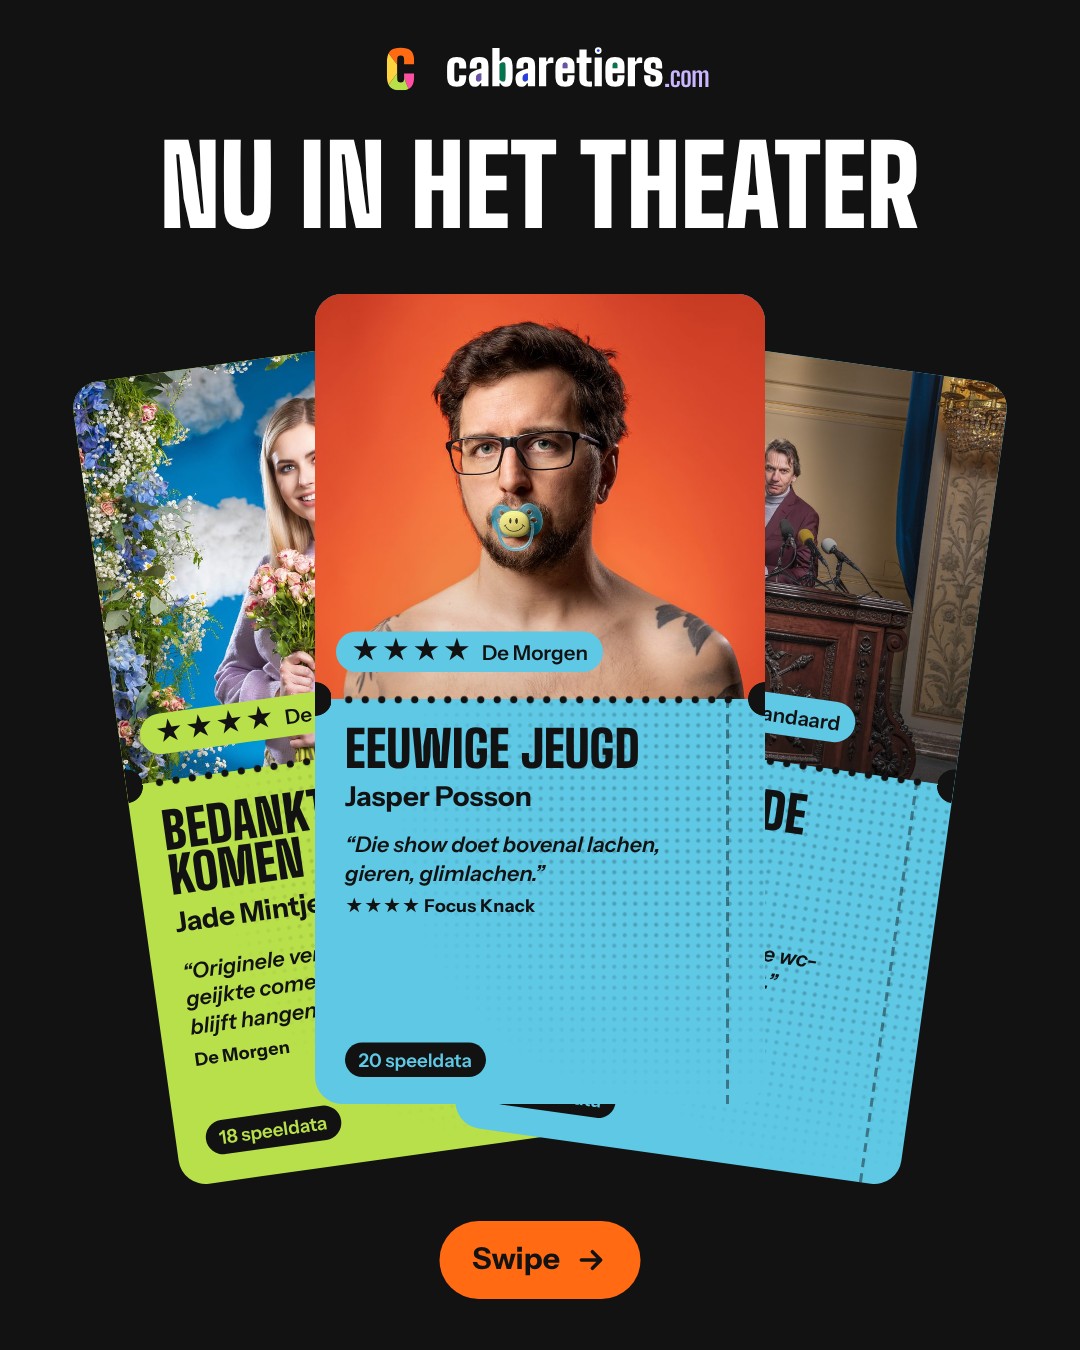 cabaretiers.com
NU IN HET THEATER
★★★★ De
BEDANKT
KOMEN
Jade Mintje
“Originele
geijkte
blijft hangen
De Morgen
18 speeldata
★★★★ De Morgen
EEUWIGE JEUGD
Jasper Posson
“Die show doet bovenal lachen,
gieren, glimlachen.”
★★★★ Focus Knack
20 speeldata
andaard
DE
e wc-
.”
Swipe →